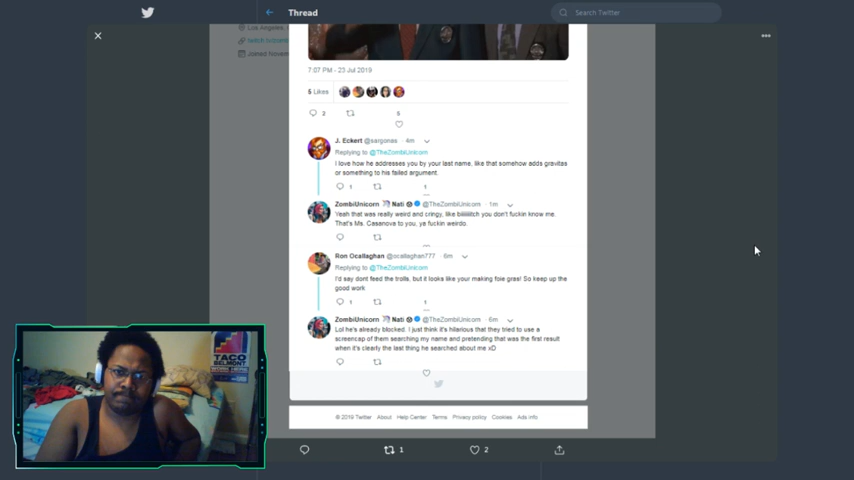 Thread
Search Twitter
Los Angeles,
Joined Novem
7:07 PM - 23 Jul 2019
5 Likes
2
5
J. Eckert @sargonas · 4m
Replying to @TheZombiUnicorn
I love how he addresses you by your last name, like that somehow adds gravitas
or something to his failed argument.
1
1
ZombiUnicorn Nati @TheZombiUnicorn · 1m
Yeah that was really weird and cringy, like biiiiiitch you don't fuckin know me.
That's Ms. Casanova to you, ya fuckin weirdo.
Ron Ocallaghan @ocallaghan777 · 6m
Replying to @TheZombiUnicorn
I'd say dont feed the trolls, but it looks like your making foie gras! So keep up the
good work
1
1
ZombiUnicorn Nati @TheZombiUnicorn · 6m
Lol he's already blocked. I just think it's hilarious that they tried to use a
screencap of them searching my name and pretending that was the first result
when it's clearly the last thing he searched about me xD
© 2019 Twitter About Help Center Terms Privacy policy Cookies Ads info
1
2
TACO
BELMONT
WORK HERE